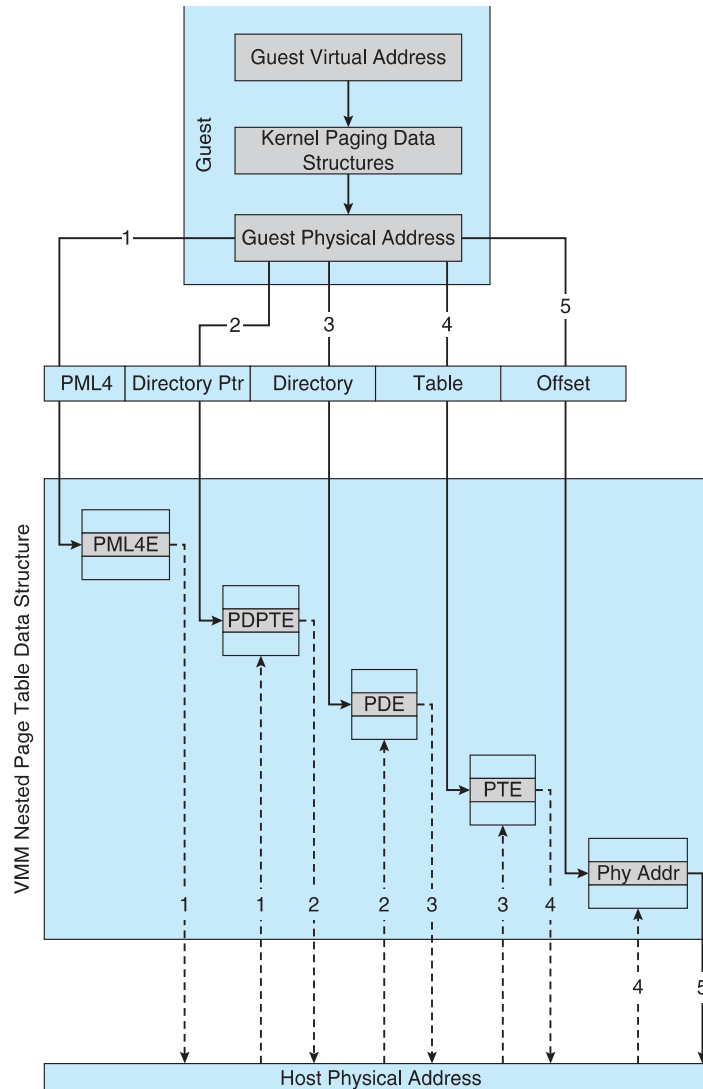 Guest Virtual Address
Kernel Paging Data
Structures
Guest
Guest Physical Address
1
2
3
4
5
PML4
Directory Ptr
Directory
Table
Offset
VMM Nested Page Table Data Structure
PML4E
PDPTE
PDE
PTE
Phy Addr
1
1
2
2
3
3
4
4
5
Host Physical Address